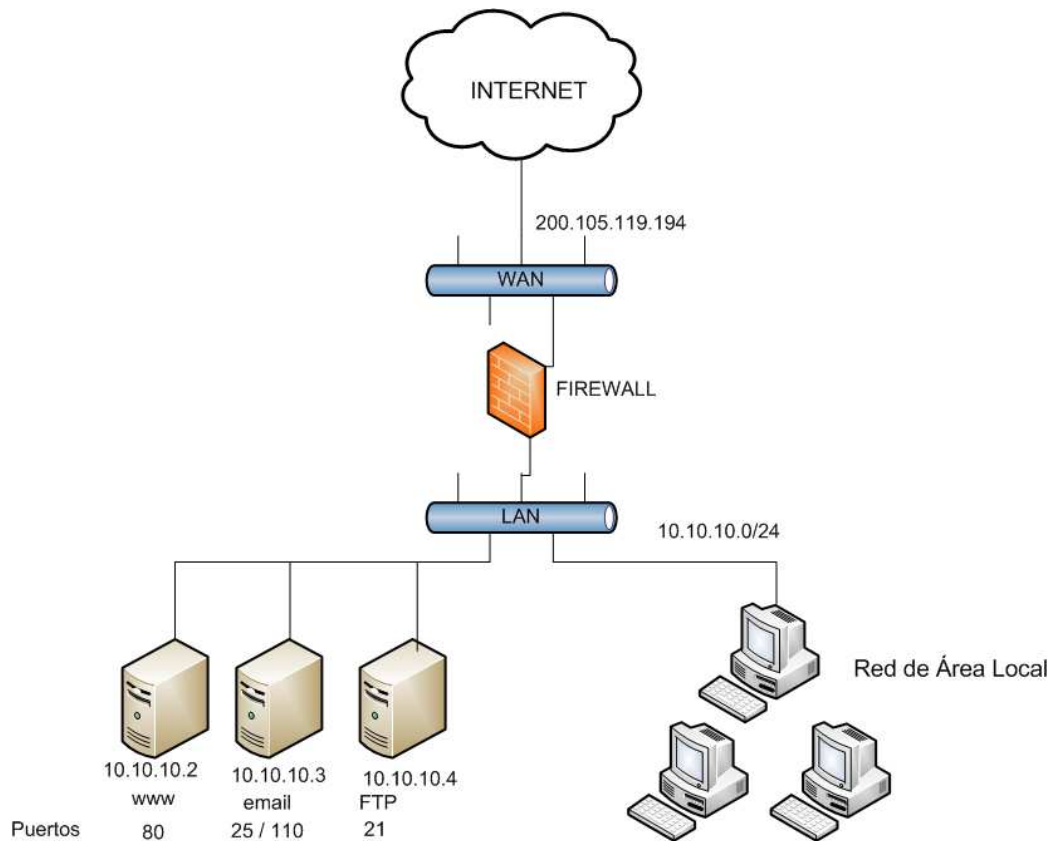 INTERNET
200.105.119.194
WAN
FIREWALL
LAN
10.10.10.0/24
Red de Área Local
10.10.10.2 10.10.10.3 10.10.10.4
www email FTP
Puertos 80 25 / 110 21